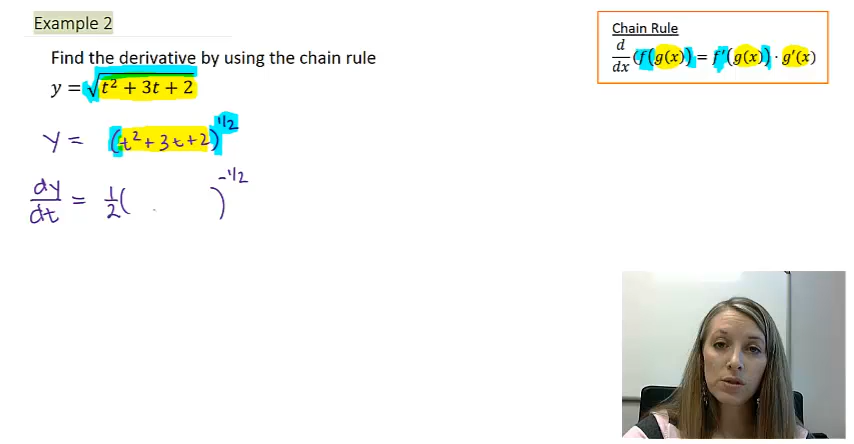 Example 2
Find the derivative by using the chain rule
y = √(t² + 3t + 2)
y = (t² + 3t + 2)^1/2
dy/dt = 1/2( )^-1/2
Chain Rule
d/dx (f(g(x)) = f′(g(x)) · g′(x)